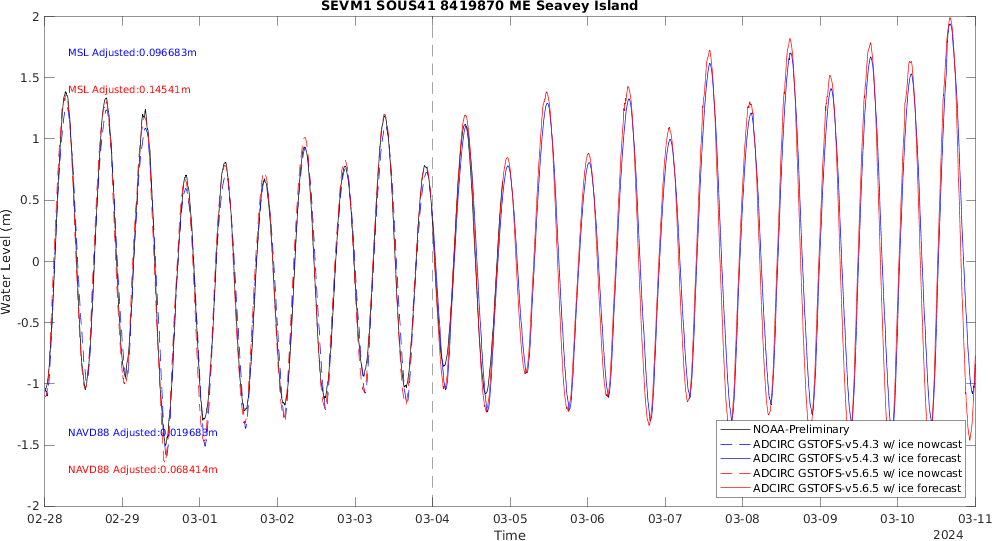 SEVM1 SOUS41 8419870 ME Seavey Island
Water Level (m)
2
1.5
1
0.5
0
-0.5
-1
-1.5
-2
MSL Adjusted:0.096683m
MSL Adjusted:0.14541m
NAVD88 Adjusted:0.019683m
NAVD88 Adjusted:0.068414m
NOAA-Preliminary
ADCIRC GSTOFS-v5.4.3 w/ ice nowcast
ADCIRC GSTOFS-v5.4.3 w/ ice forecast
ADCIRC GSTOFS-v5.6.5 w/ ice nowcast
ADCIRC GSTOFS-v5.6.5 w/ ice forecast
02-28 02-29 03-01 03-02 03-03 03-04 03-05 03-06 03-07 03-08 03-09 03-10 03-11
Time
2024